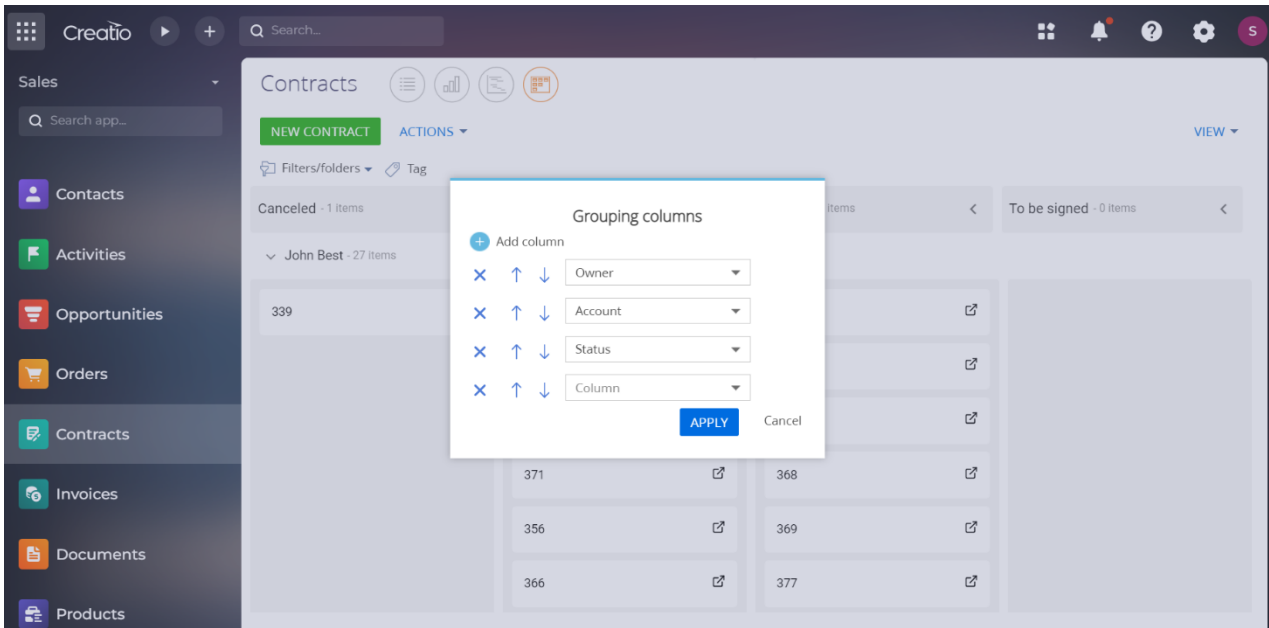 Creatio
Search...
S
Sales
Search app...
Contacts
Activities
Opportunities
Orders
Contracts
Invoices
Documents
Products
Contracts
NEW CONTRACT
ACTIONS
VIEW
Filters/folders
Tag
Canceled - 1 items
items
To be signed - 0 items
John Best - 27 items
339
371
368
356
369
366
377
Grouping columns
Add column
Owner
Account
Status
Column
APPLY
Cancel